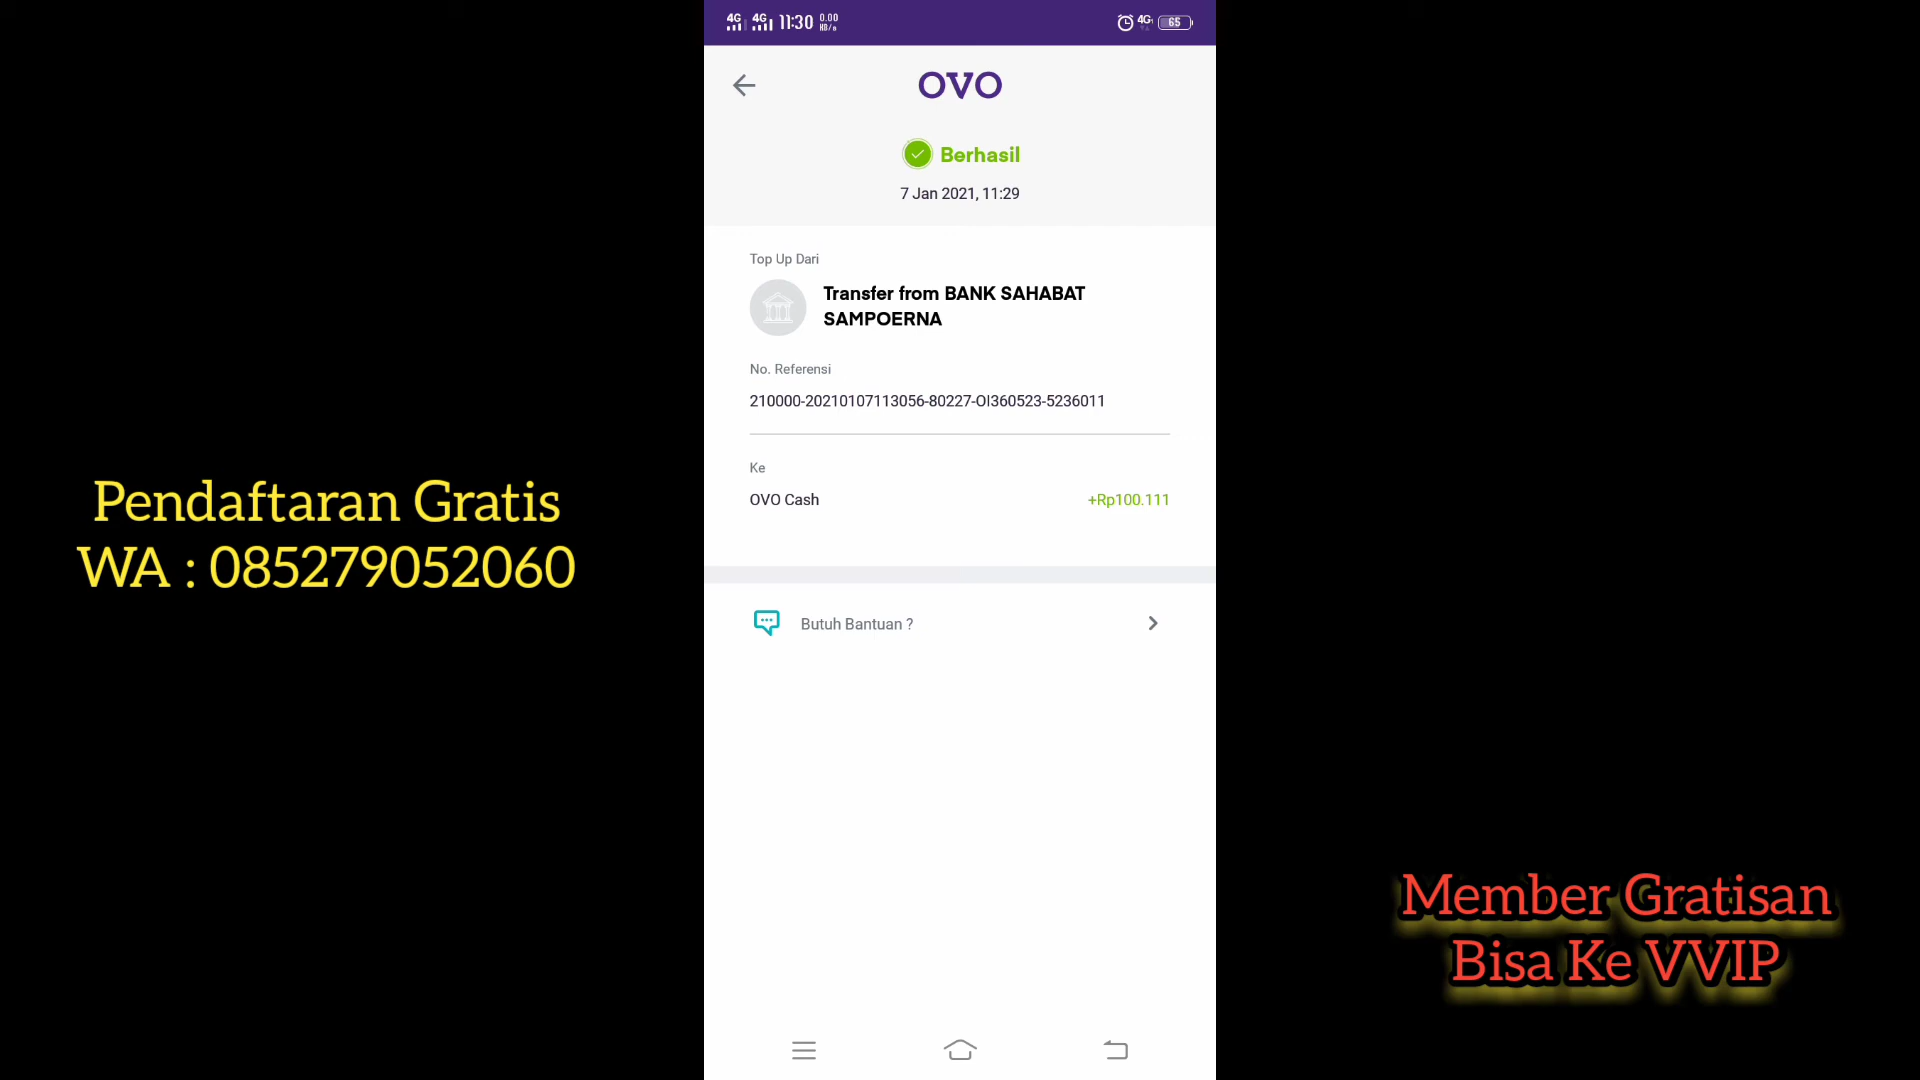 4G 4G 11:30 0.00
65
OVO
Berhasil
7 Jan 2021, 11:29
Top Up Dari
Transfer from BANK SAHABAT
SAMPOERNA
No. Referensi
210000-20210107113056-80227-OI360523-5236011
Ke
OVO Cash +Rp100.111
Butuh Bantuan ?
Pendaftaran Gratis
WA : 085279052060
Member Gratisan
Bisa Ke VVIP